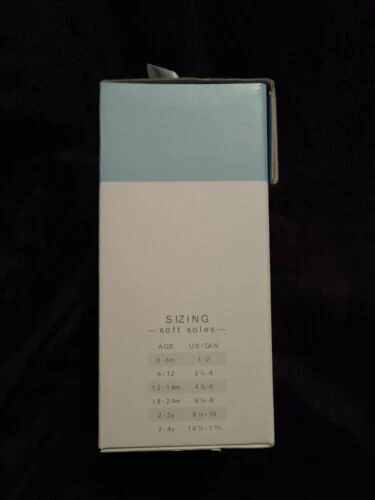 SIZING
—soft soles—
AGE US/CAN
0-6m 1-2
6-12 2½-4
12-18m 4½-6
18-24m 6½-8
2-3y 8½-10
3-4y 10½-11½